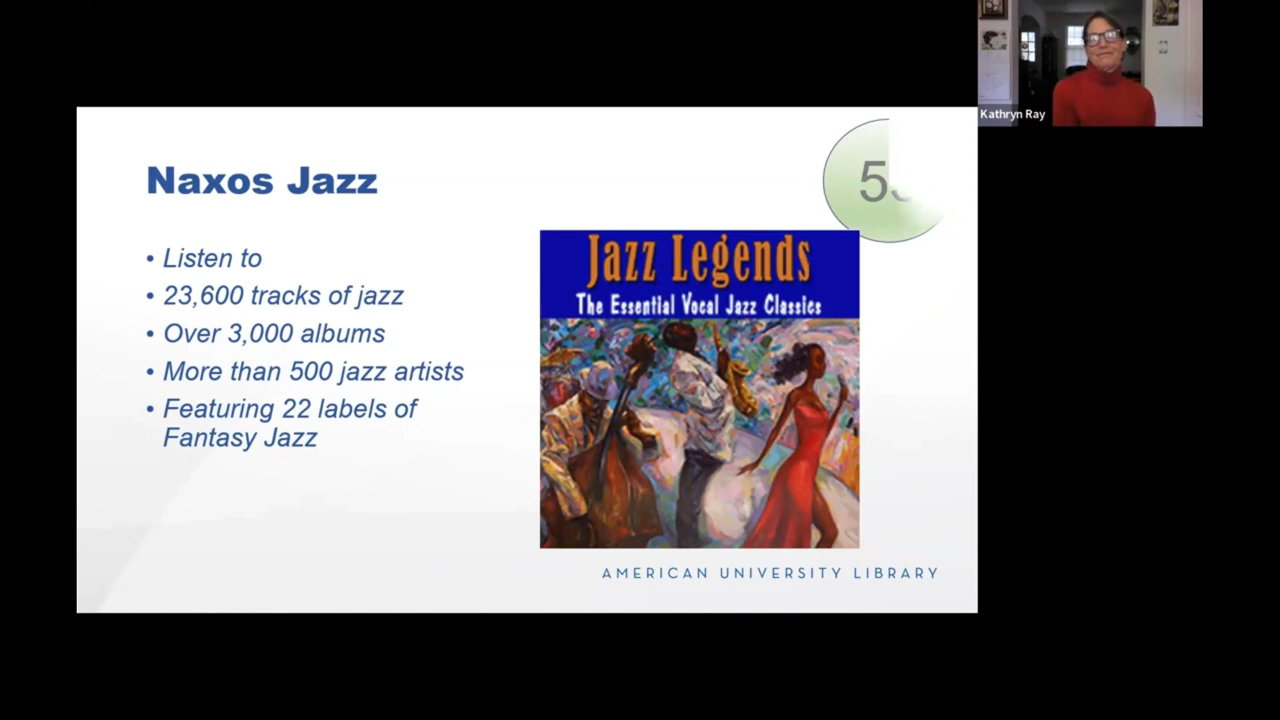 Kathryn Ray
Naxos Jazz
• Listen to
• 23,600 tracks of jazz
• Over 3,000 albums
• More than 500 jazz artists
• Featuring 22 labels of
Fantasy Jazz
Jazz Legends
The Essential Vocal Jazz Classics
AMERICAN UNIVERSITY LIBRARY